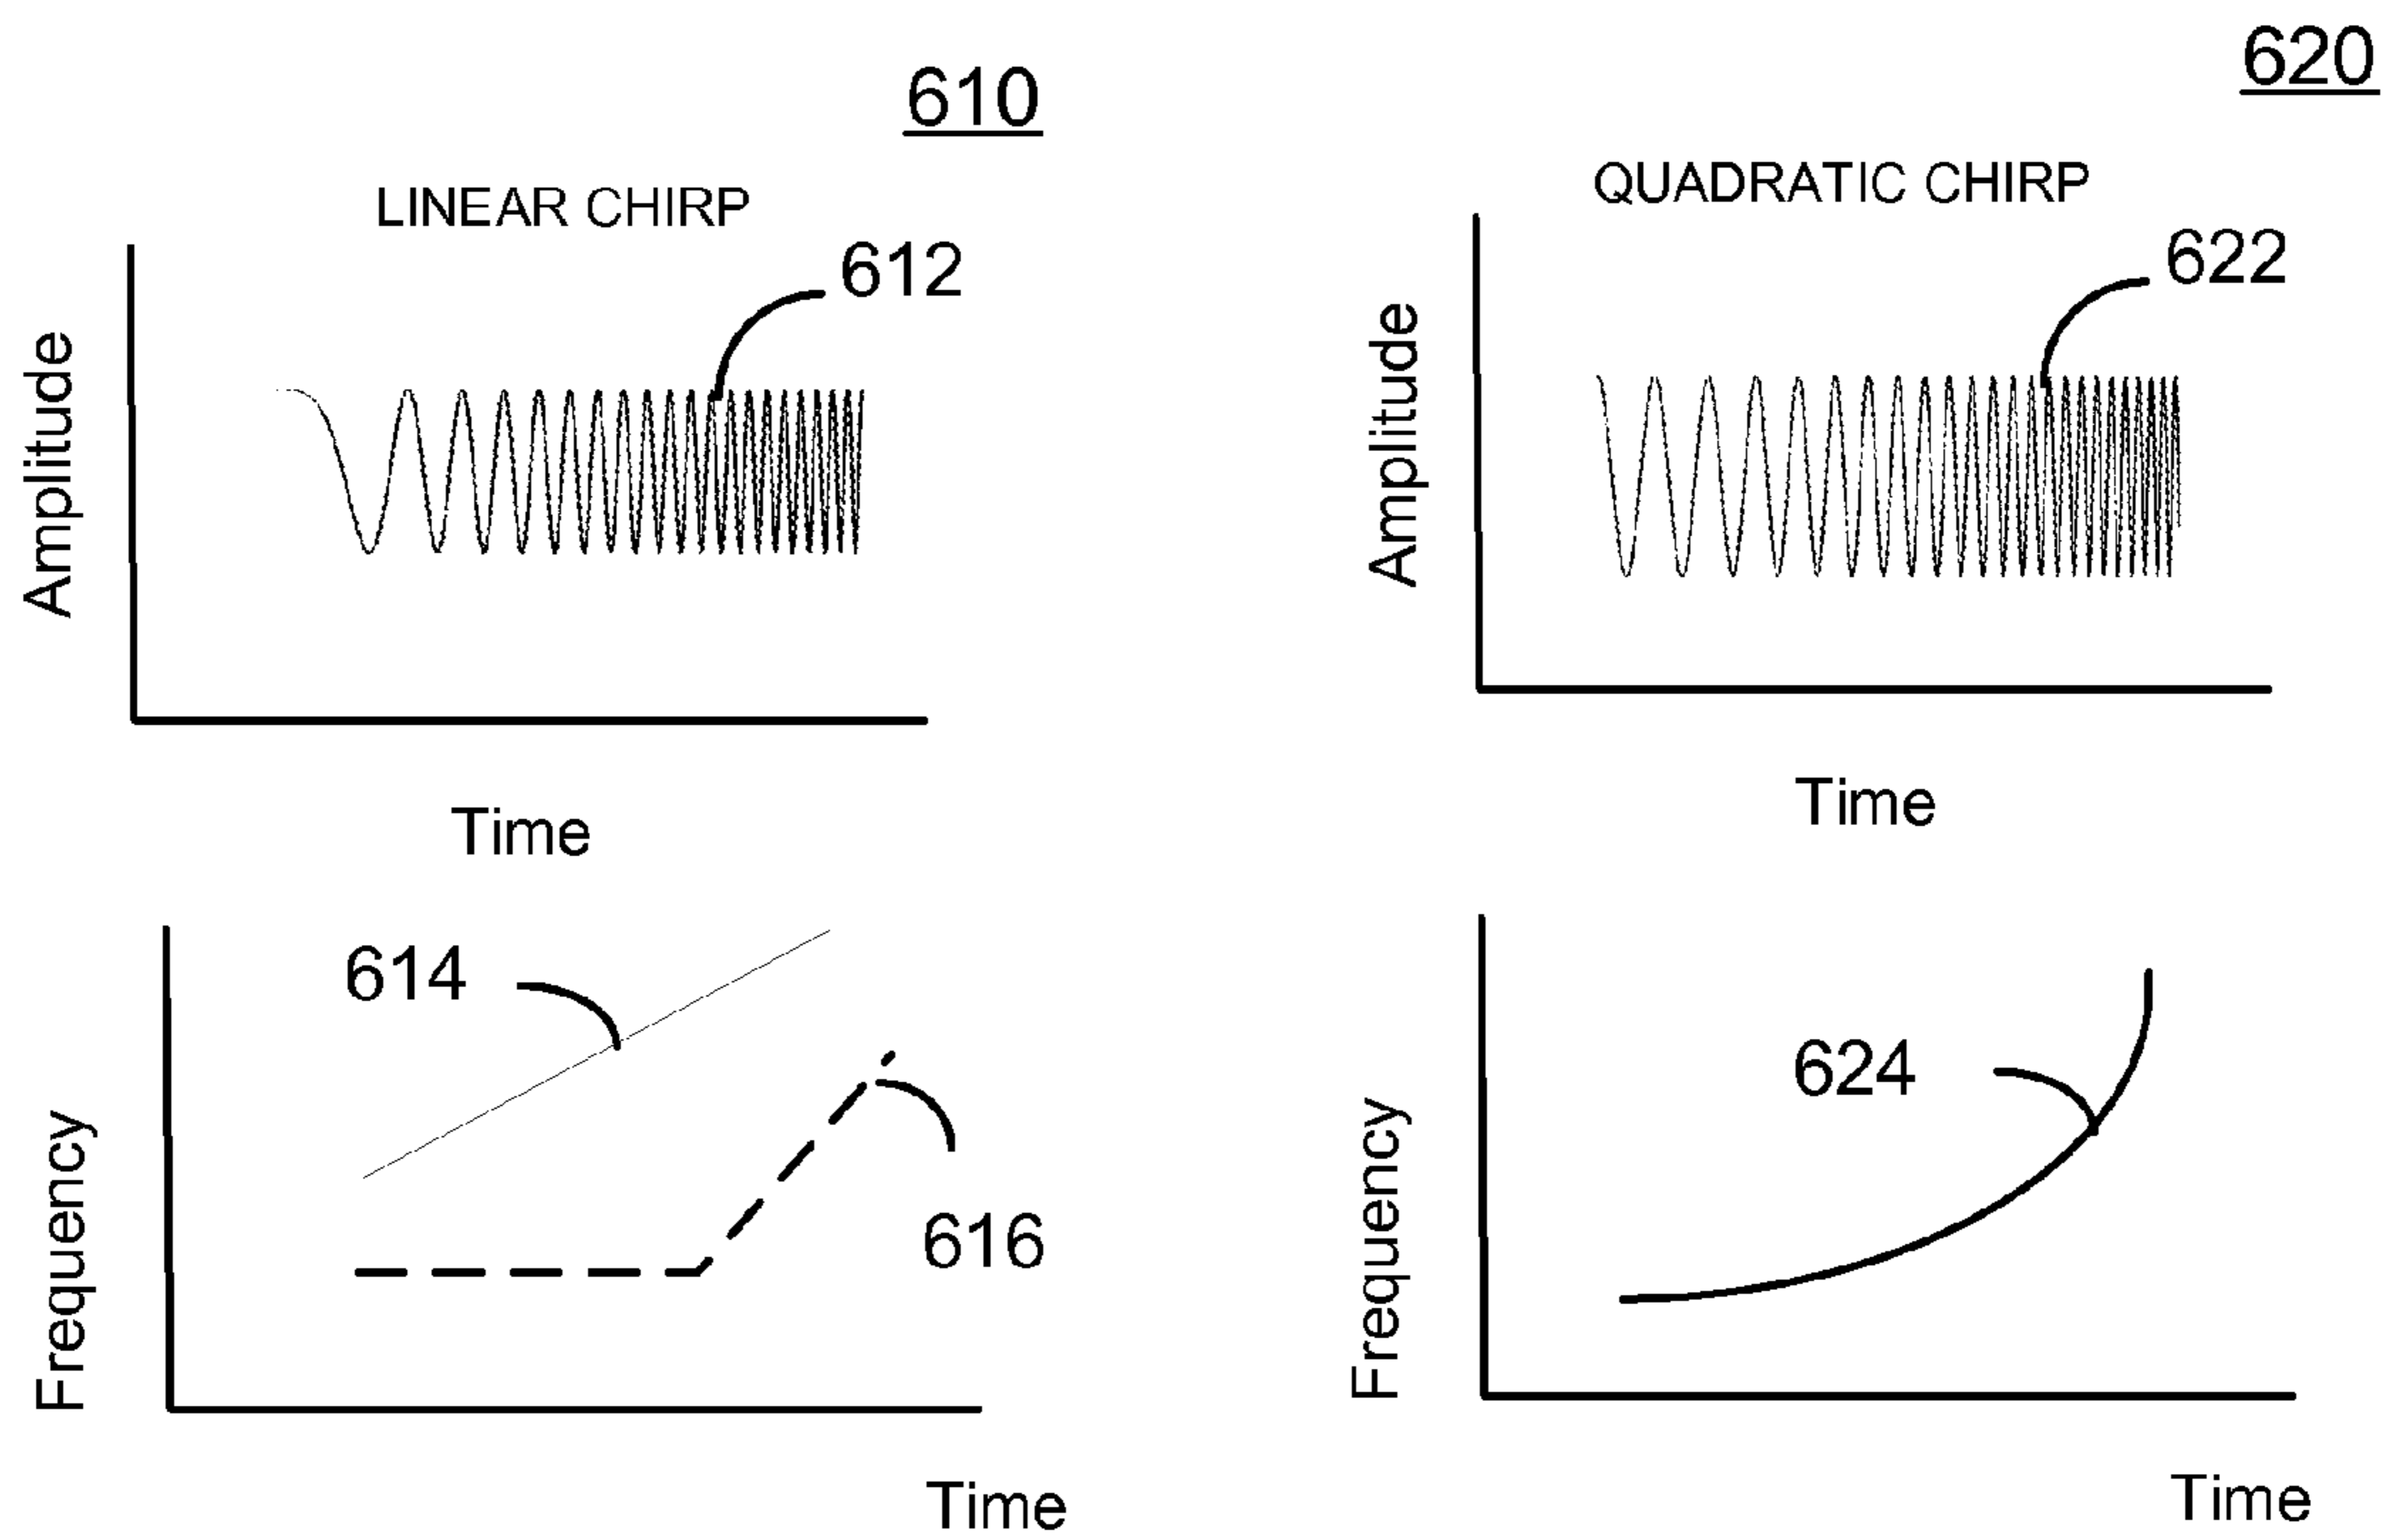 610
LINEAR CHIRP
612
Amplitude
Time
614
616
Frequency
Time
620
QUADRATIC CHIRP
622
Amplitude
Time
624
Frequency
Time